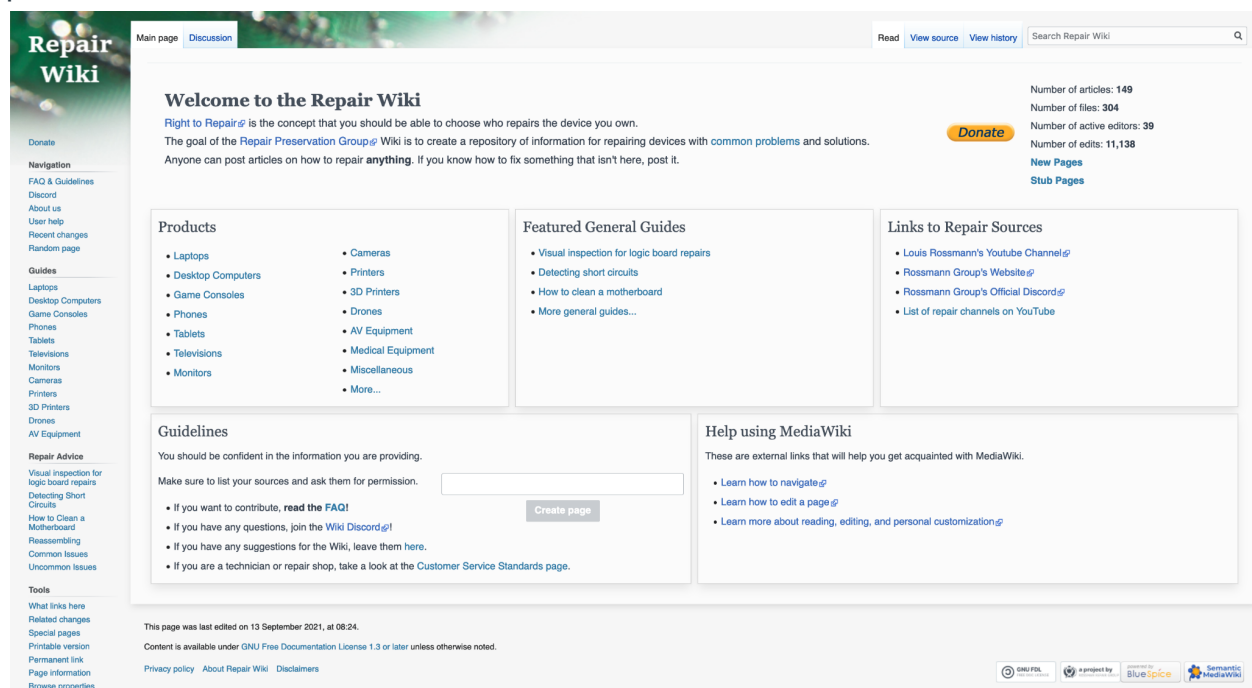 Repair
Wiki
Main page
Discussion
Read
View source
View history
Search Repair Wiki
Donate
Navigation
FAQ & Guidelines
Discord
About us
User help
Recent changes
Random page
Guides
Laptops
Desktop Computers
Game Consoles
Phones
Tablets
Televisions
Monitors
Cameras
Printers
3D Printers
Drones
AV Equipment
Repair Advice
Visual inspection for
logic board repairs
Detecting Short
Circuits
How to Clean a
Motherboard
Reassembling
Common Issues
Uncommon Issues
Tools
What links here
Related changes
Special pages
Printable version
Permanent link
Page information
Browse properties
Welcome to the Repair Wiki
Right to Repair is the concept that you should be able to choose who repairs the device you own.
The goal of the Repair Preservation Group Wiki is to create a repository of information for repairing devices with common problems and solutions.
Anyone can post articles on how to repair anything. If you know how to fix something that isn't here, post it.
Donate
Number of articles: 149
Number of files: 304
Number of active editors: 39
Number of edits: 11,138
New Pages
Stub Pages
Products
• Laptops
• Desktop Computers
• Game Consoles
• Phones
• Tablets
• Televisions
• Monitors
• Cameras
• Printers
• 3D Printers
• Drones
• AV Equipment
• Medical Equipment
• Miscellaneous
• More...
Featured General Guides
• Visual inspection for logic board repairs
• Detecting short circuits
• How to clean a motherboard
• More general guides...
Links to Repair Sources
• Louis Rossmann's Youtube Channel
• Rossmann Group's Website
• Rossmann Group's Official Discord
• List of repair channels on YouTube
Guidelines
You should be confident in the information you are providing.
Make sure to list your sources and ask them for permission.
Create page
• If you want to contribute, read the FAQ!
• If you have any questions, join the Wiki Discord!
• If you have any suggestions for the Wiki, leave them here.
• If you are a technician or repair shop, take a look at the Customer Service Standards page.
Help using MediaWiki
These are external links that will help you get acquainted with MediaWiki.
• Learn how to navigate
• Learn how to edit a page
• Learn more about reading, editing, and personal customization
This page was last edited on 13 September 2021, at 08:24.
Content is available under GNU Free Documentation License 1.3 or later unless otherwise noted.
Privacy policy
About Repair Wiki
Disclaimers
GNU FDL
a project by
powered by
BlueSpice
Semantic
MediaWiki